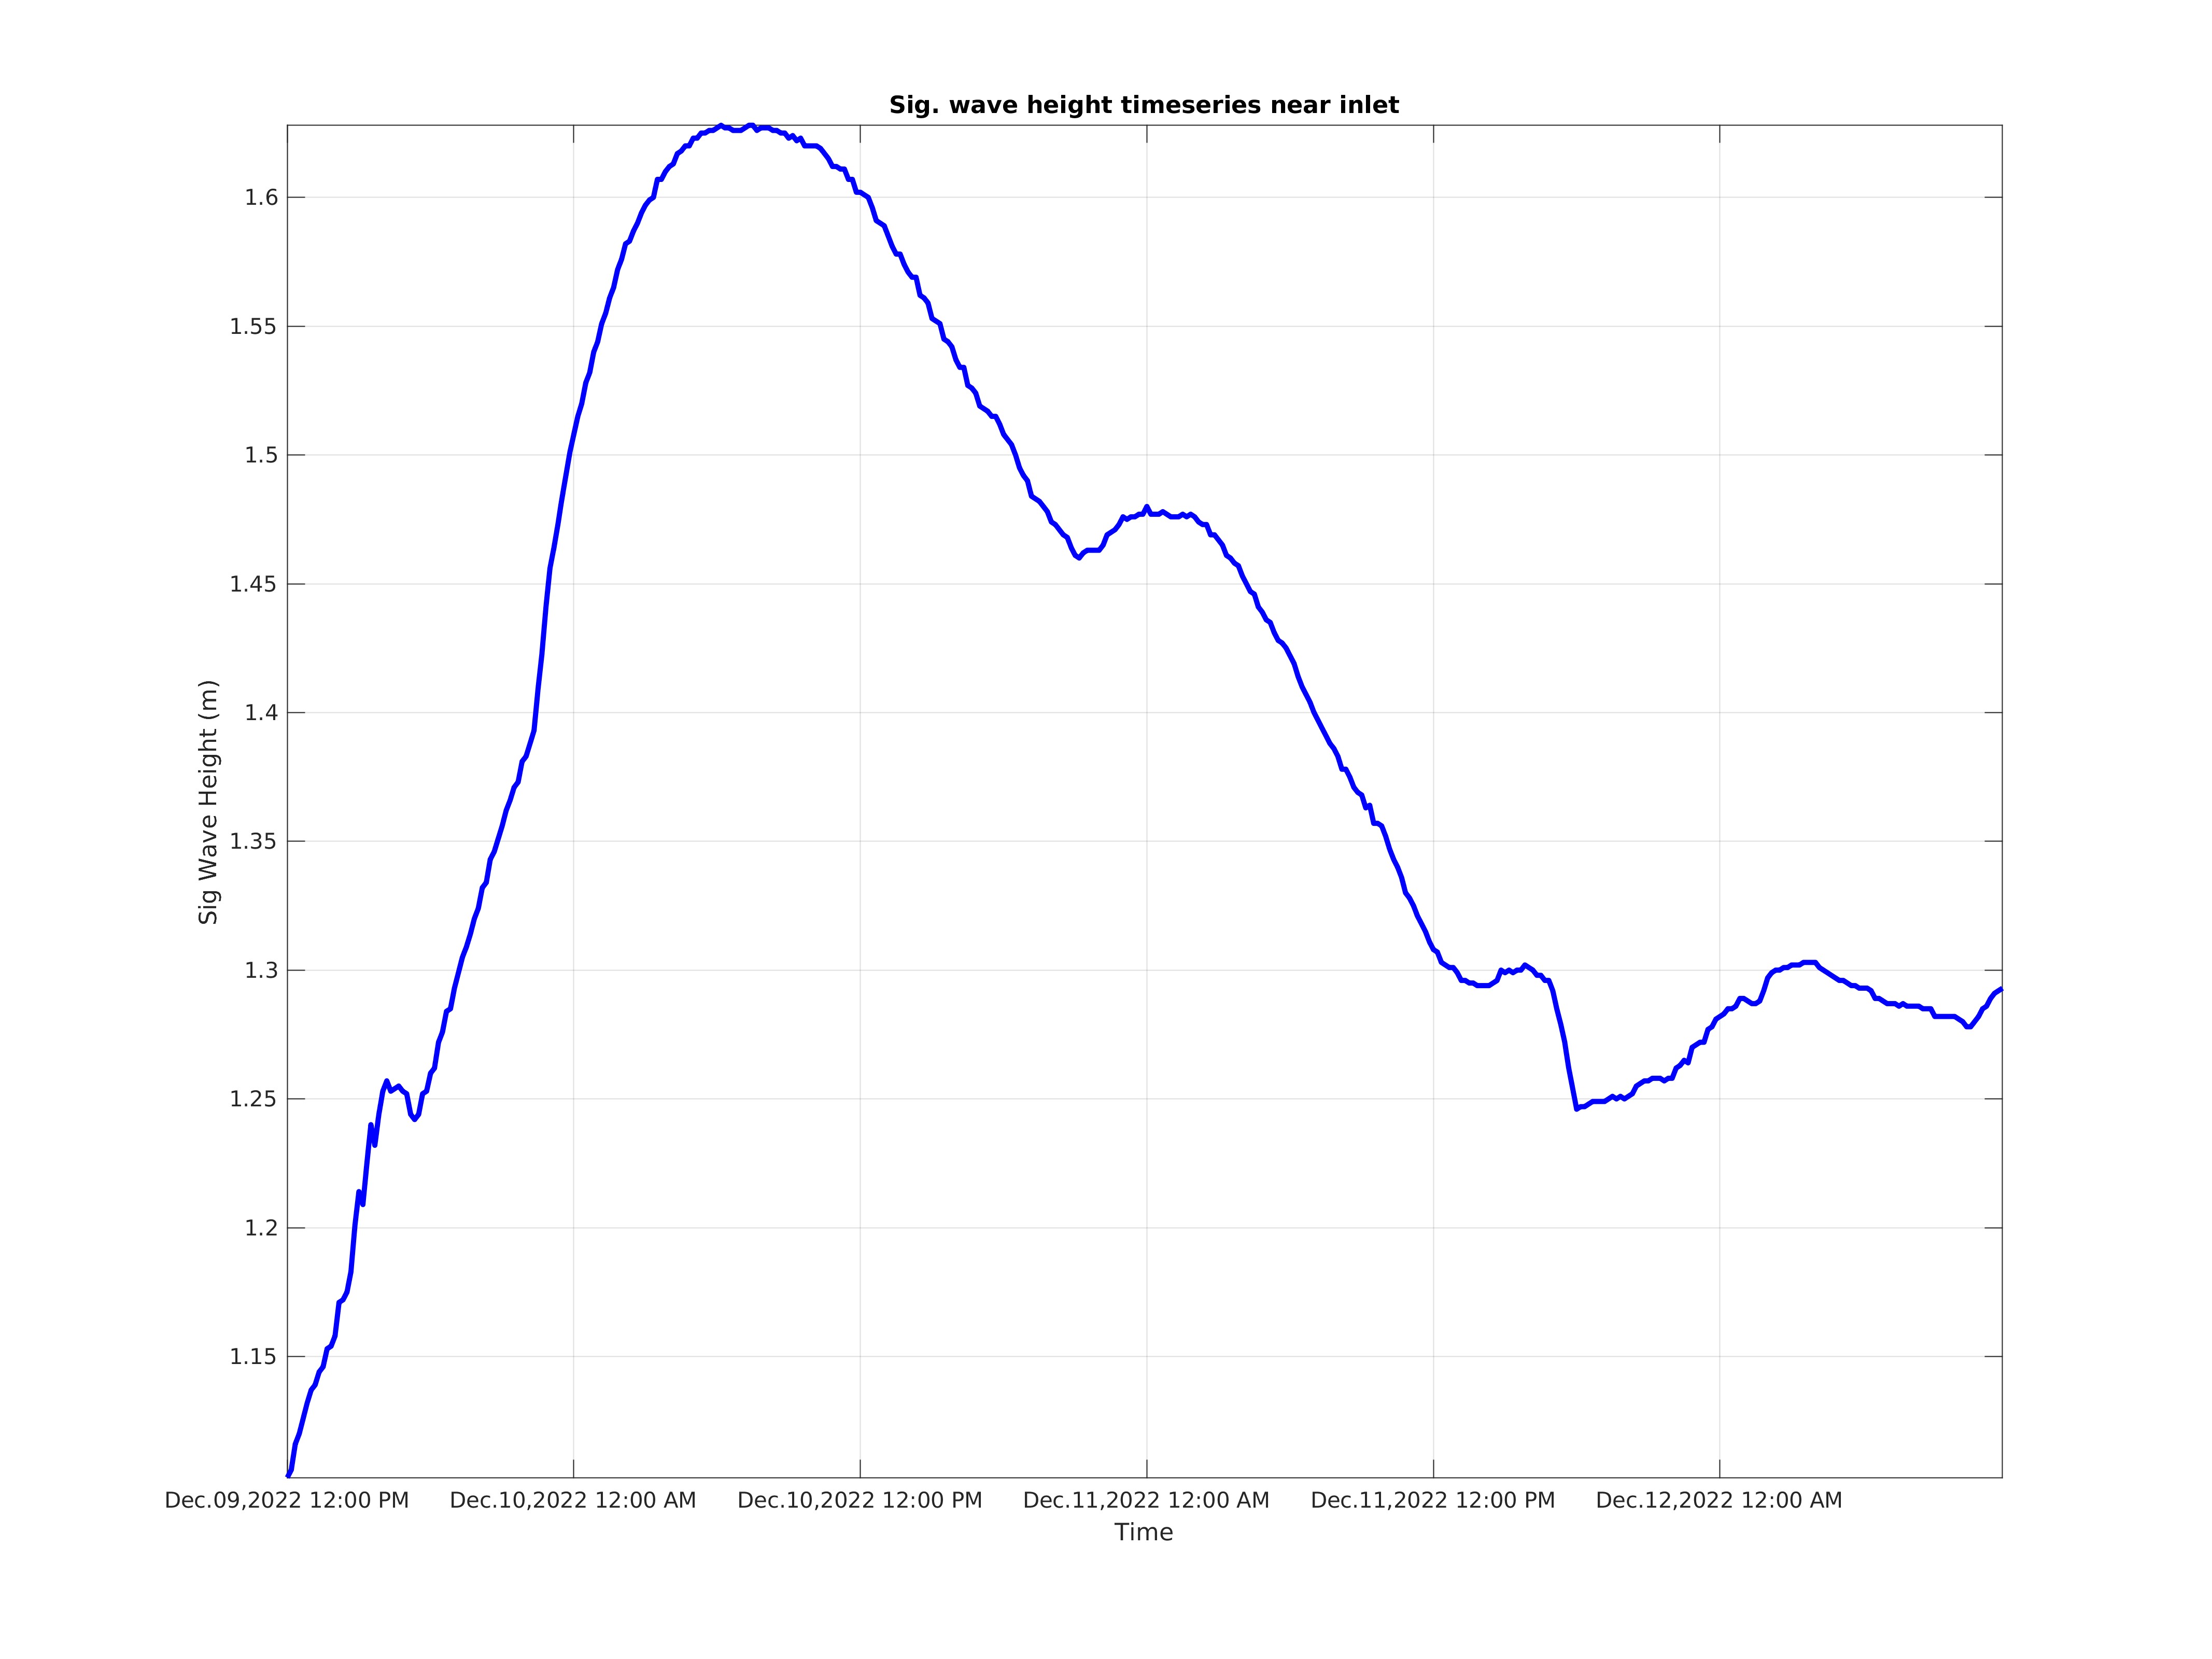 Sig. wave height timeseries near inlet
1.6
1.55
1.5
1.45
1.4
1.35
1.3
1.25
1.2
1.15
Sig Wave Height (m)
Dec.09,2022 12:00 PM Dec.10,2022 12:00 AM Dec.10,2022 12:00 PM Dec.11,2022 12:00 AM Dec.11,2022 12:00 PM Dec.12,2022 12:00 AM
Time